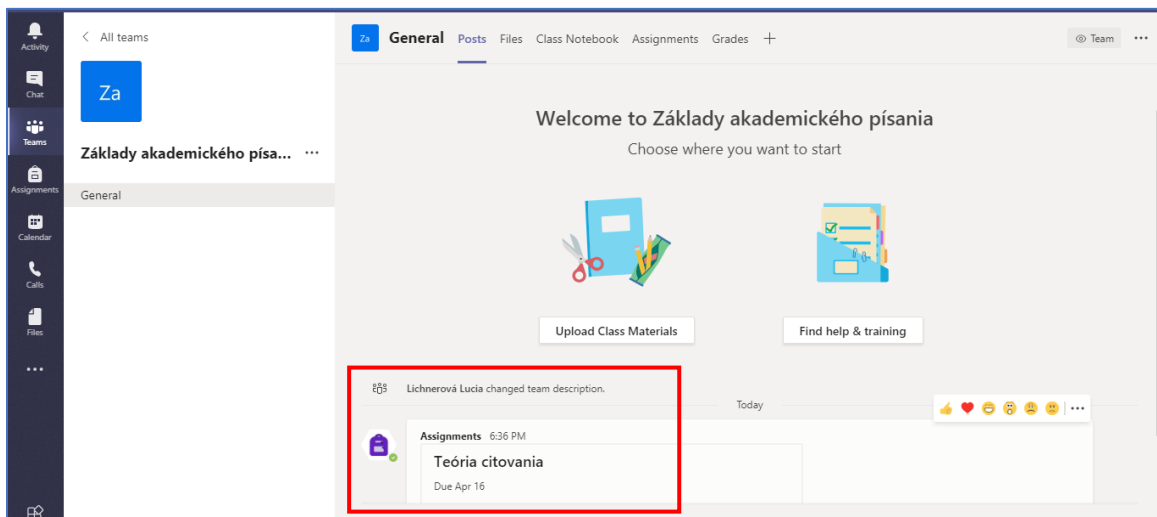 Activity
Chat
Teams
Assignments
Calendar
Calls
Files
All teams
Za
Základy akademického písa...
General
Za General Posts Files Class Notebook Assignments Grades +
Team
Welcome to Základy akademického písania
Choose where you want to start
Upload Class Materials
Find help & training
Lichnerová Lucia changed team description.
Today
Assignments 6:36 PM
Teória citovania
Due Apr 16